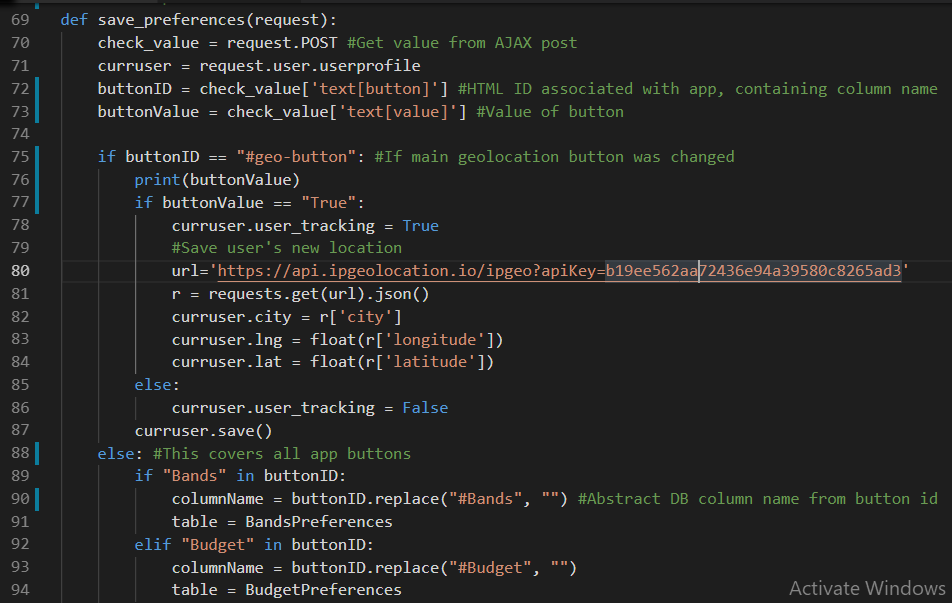 69 def save_preferences(request):
70 check_value = request.POST #Get value from AJAX post
71 curruser = request.user.userprofile
72 buttonID = check_value['text[button]'] #HTML ID associated with app, containing column name
73 buttonValue = check_value['text[value]'] #Value of button
74
75 if buttonID == "#geo-button": #If main geolocation button was changed
76 print(buttonValue)
77 if buttonValue == "True":
78 curruser.user_tracking = True
79 #Save user's new location
80 url='https://api.ipgeolocation.io/ipgeo?apiKey=b19ee562aa72436e94a39580c8265ad3'
81 r = requests.get(url).json()
82 curruser.city = r['city']
83 curruser.lng = float(r['longitude'])
84 curruser.lat = float(r['latitude'])
85 else:
86 curruser.user_tracking = False
87 curruser.save()
88 else: #This covers all app buttons
89 if "Bands" in buttonID:
90 columnName = buttonID.replace("#Bands", "") #Abstract DB column name from button id
91 table = BandsPreferences
92 elif "Budget" in buttonID:
93 columnName = buttonID.replace("#Budget", "")
94 table = BudgetPreferences
Activate Windows